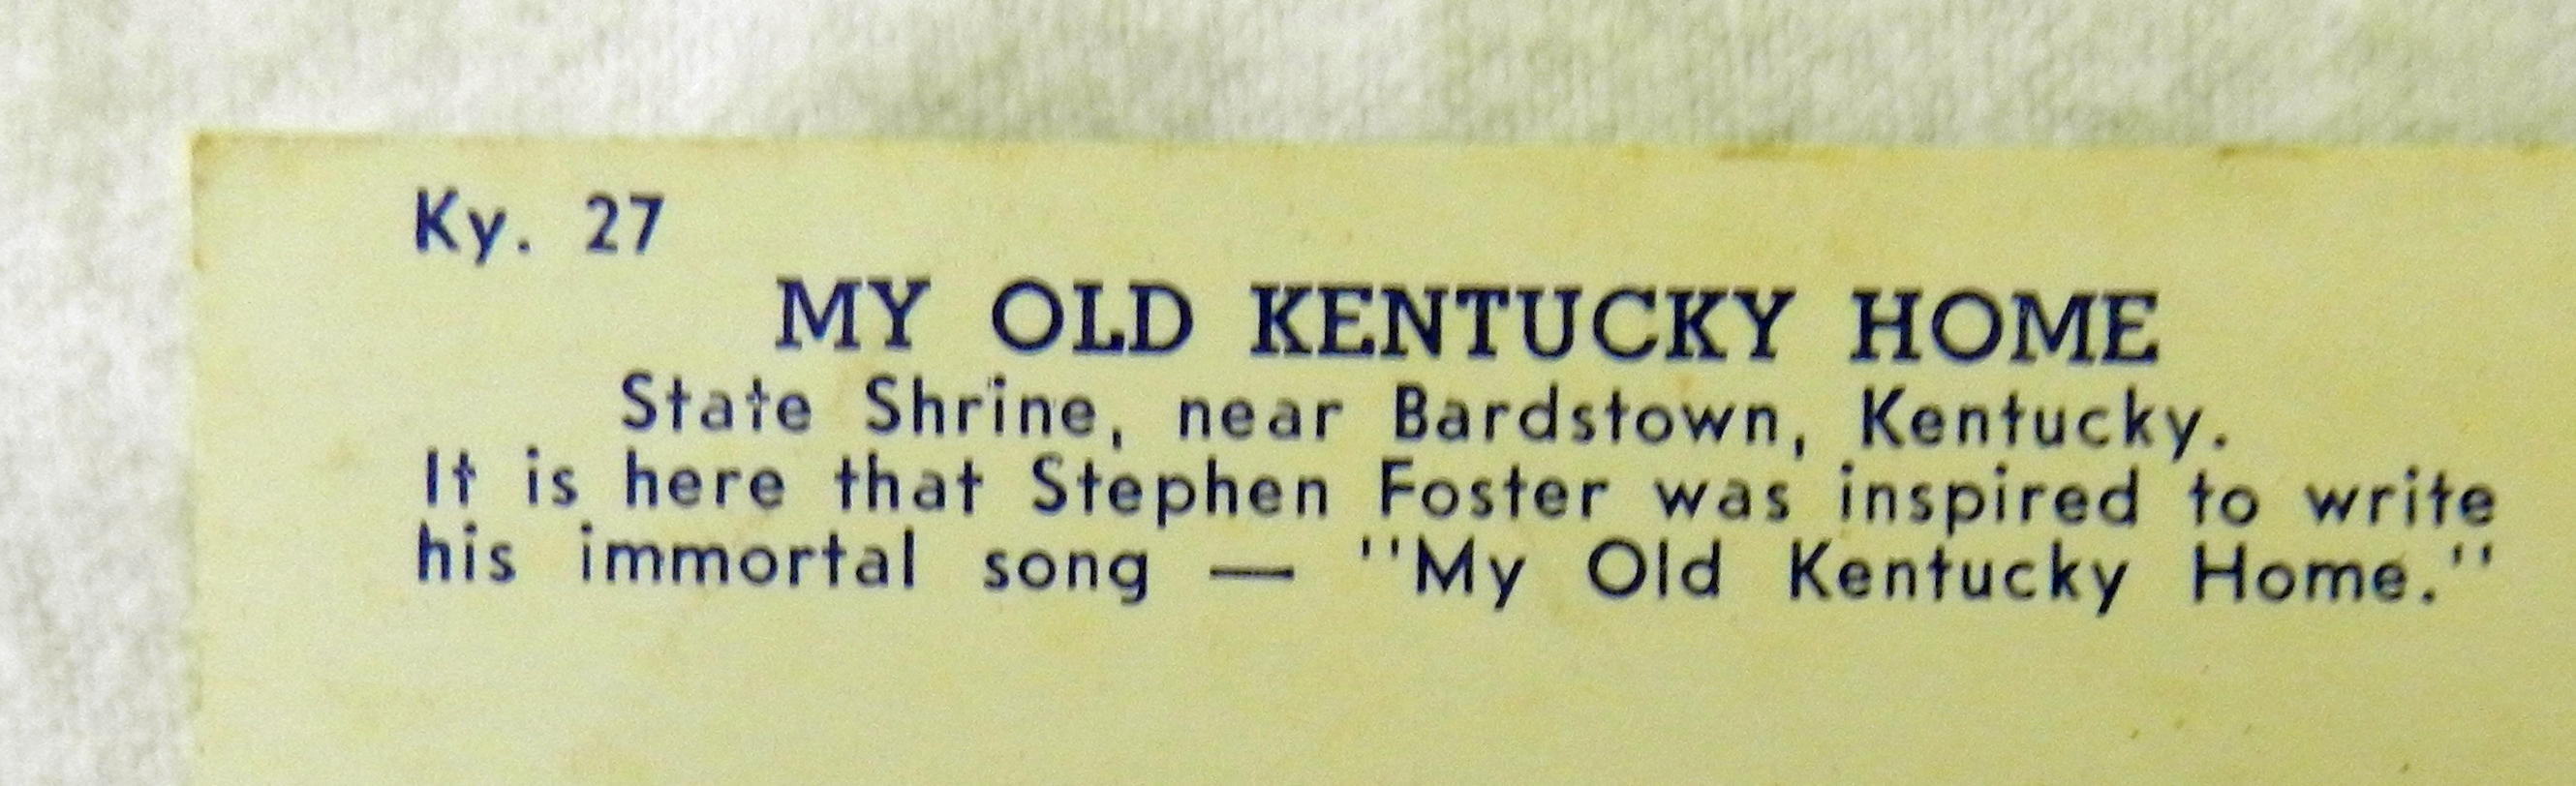 Ky. 27
MY OLD KENTUCKY HOME
State Shrine, near Bardstown, Kentucky.
It is here that Stephen Foster was inspired to write
his immortal song — ''My Old Kentucky Home.''